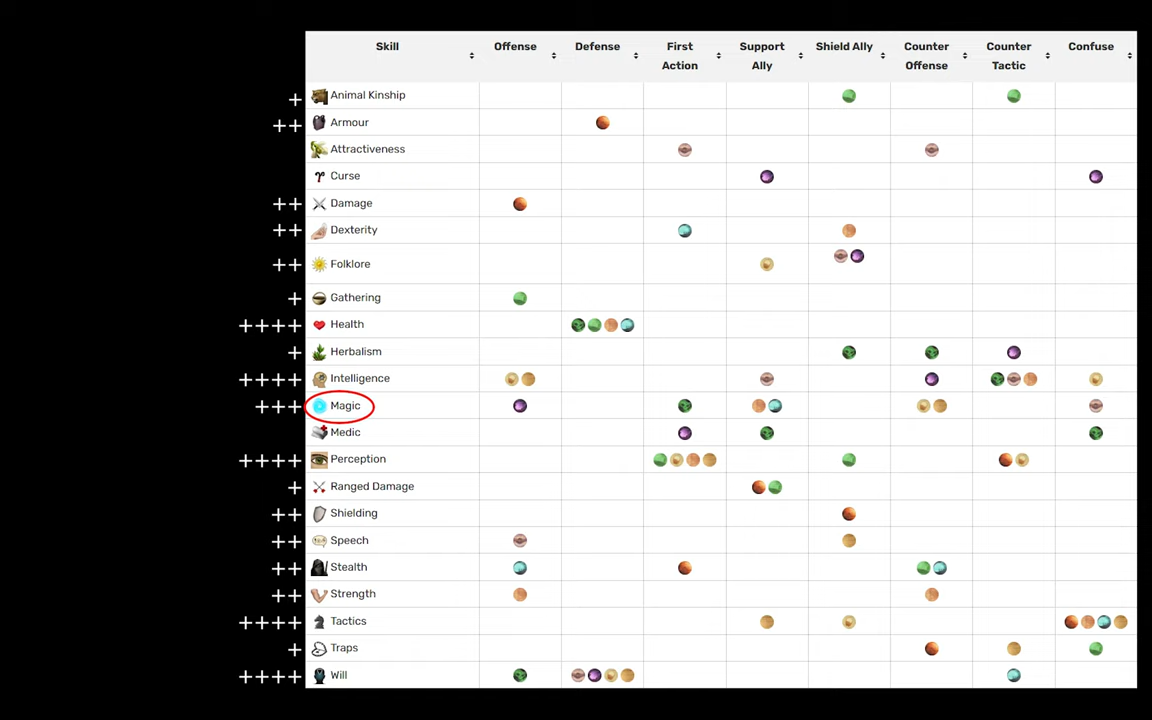 Skill Offense Defense First Action Support Ally Shield Ally Counter Offense Counter Tactic Confuse
+ Animal Kinship
++ Armour
Attractiveness
Curse
++ Damage
++ Dexterity
++ Folklore
+ Gathering
++++ Health
+ Herbalism
++++ Intelligence
+++ Magic
Medic
++++ Perception
+ Ranged Damage
++ Shielding
++ Speech
++ Stealth
++ Strength
++++ Tactics
+ Traps
++++ Will